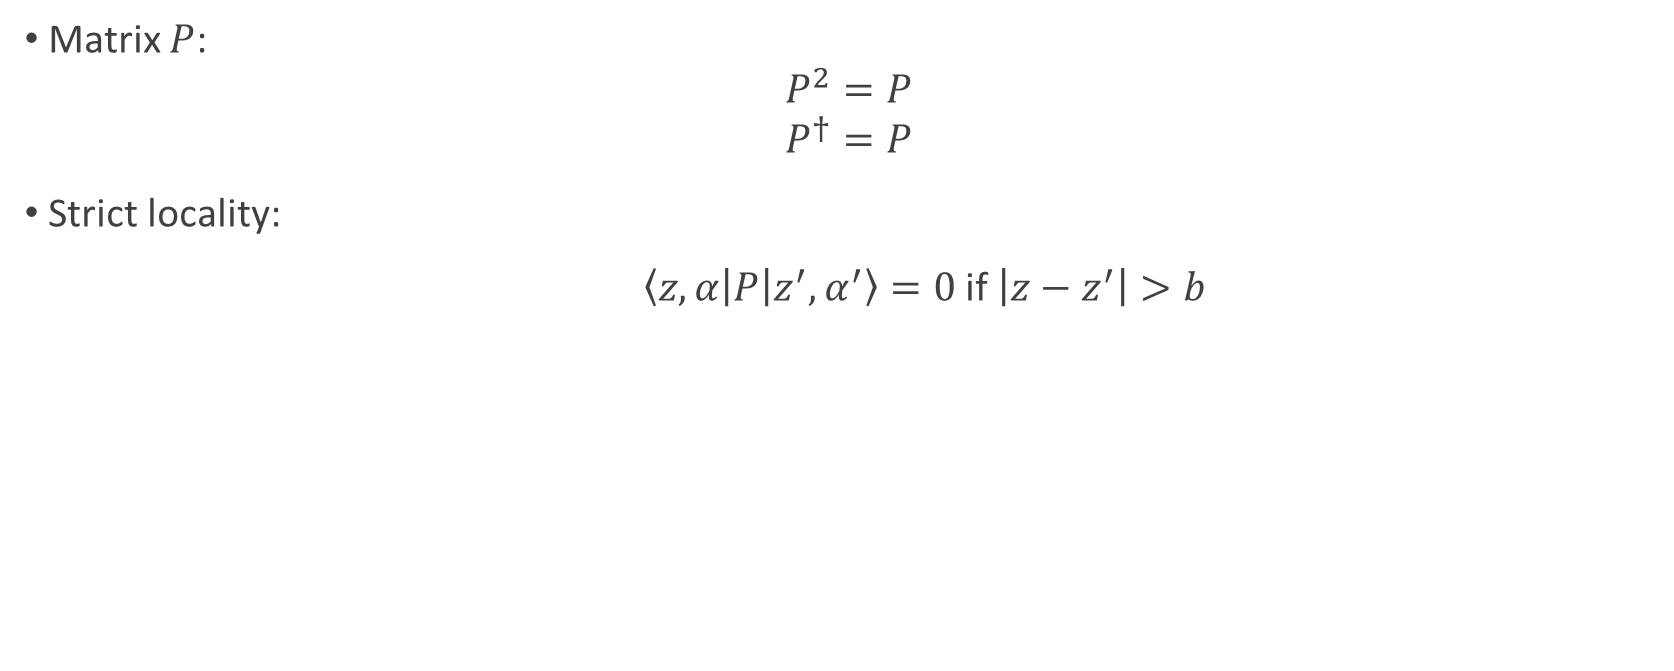 • Matrix 𝑃:
𝑃² = 𝑃
𝑃† = 𝑃
• Strict locality:
⟨𝑧, 𝛼|𝑃|𝑧′, 𝛼′⟩ = 0 if |𝑧 − 𝑧′| > 𝑏